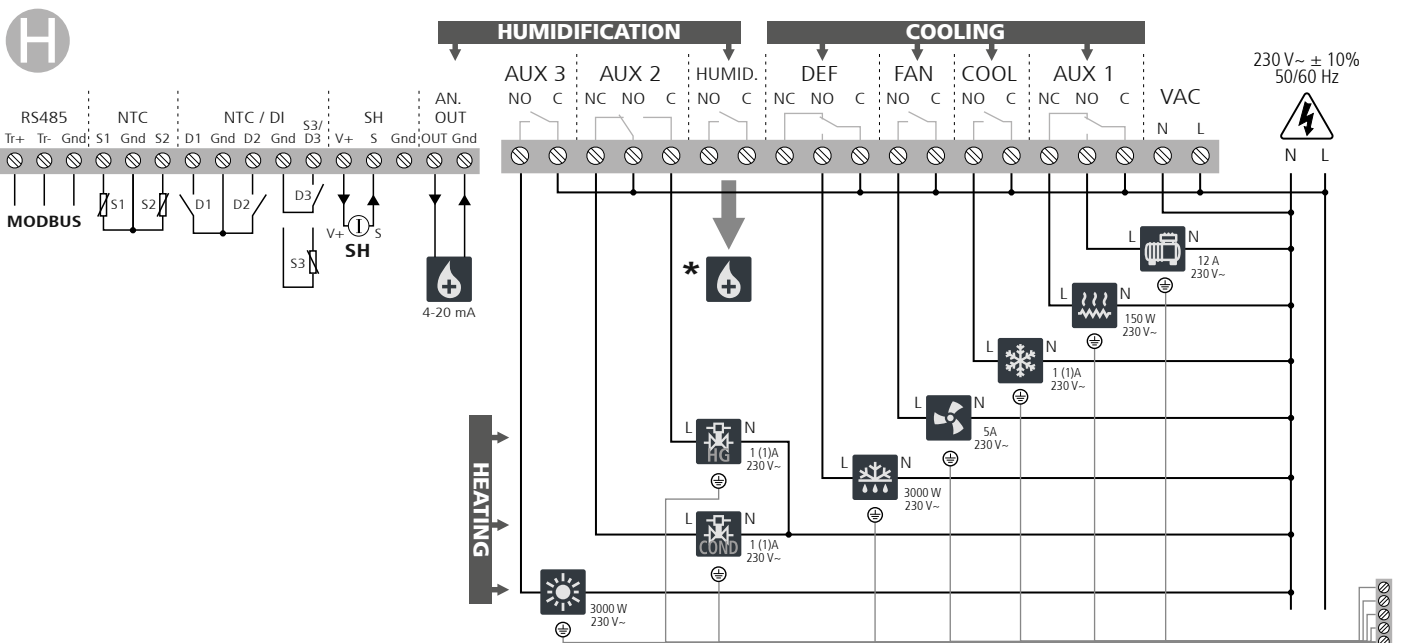 H
HUMIDIFICATION
COOLING
230 V~ ± 10%
50/60 Hz
AUX 3
AUX 2
HUMID.
DEF
FAN
COOL
AUX 1
VAC
NO C
NC NO C
NO C
NC NO C
NO C
NO C
NC NO C
N L
N L
RS485
NTC
NTC / DI
SH
AN.
OUT
Tr+ Tr- Gnd
S1 Gnd S2
D1 Gnd D2 Gnd
S3/
D3
V+ S Gnd
OUT Gnd
MODBUS
S1 S2
D1 D2
D3
S3
V+ I S
SH
4-20 mA
*
L N
12 A
230 V~
L N
150 W
230 V~
L N
1 (1)A
230 V~
L N
5A
230 V~
L N
3000 W
230 V~
HEATING
L N
HG
1 (1)A
230 V~
L N
COND
1 (1)A
230 V~
3000 W
230 V~